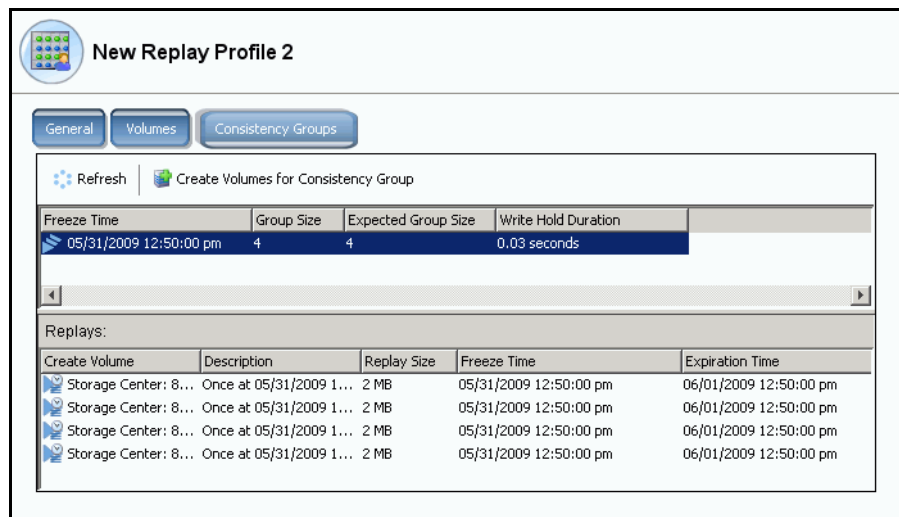 New Replay Profile 2
General Volumes Consistency Groups
Refresh Create Volumes for Consistency Group
Freeze Time Group Size Expected Group Size Write Hold Duration
05/31/2009 12:50:00 pm 4 4 0.03 seconds
Replays:
Create Volume Description Replay Size Freeze Time Expiration Time
Storage Center: 8... Once at 05/31/2009 1... 2 MB 05/31/2009 12:50:00 pm 06/01/2009 12:50:00 pm
Storage Center: 8... Once at 05/31/2009 1... 2 MB 05/31/2009 12:50:00 pm 06/01/2009 12:50:00 pm
Storage Center: 8... Once at 05/31/2009 1... 2 MB 05/31/2009 12:50:00 pm 06/01/2009 12:50:00 pm
Storage Center: 8... Once at 05/31/2009 1... 2 MB 05/31/2009 12:50:00 pm 06/01/2009 12:50:00 pm